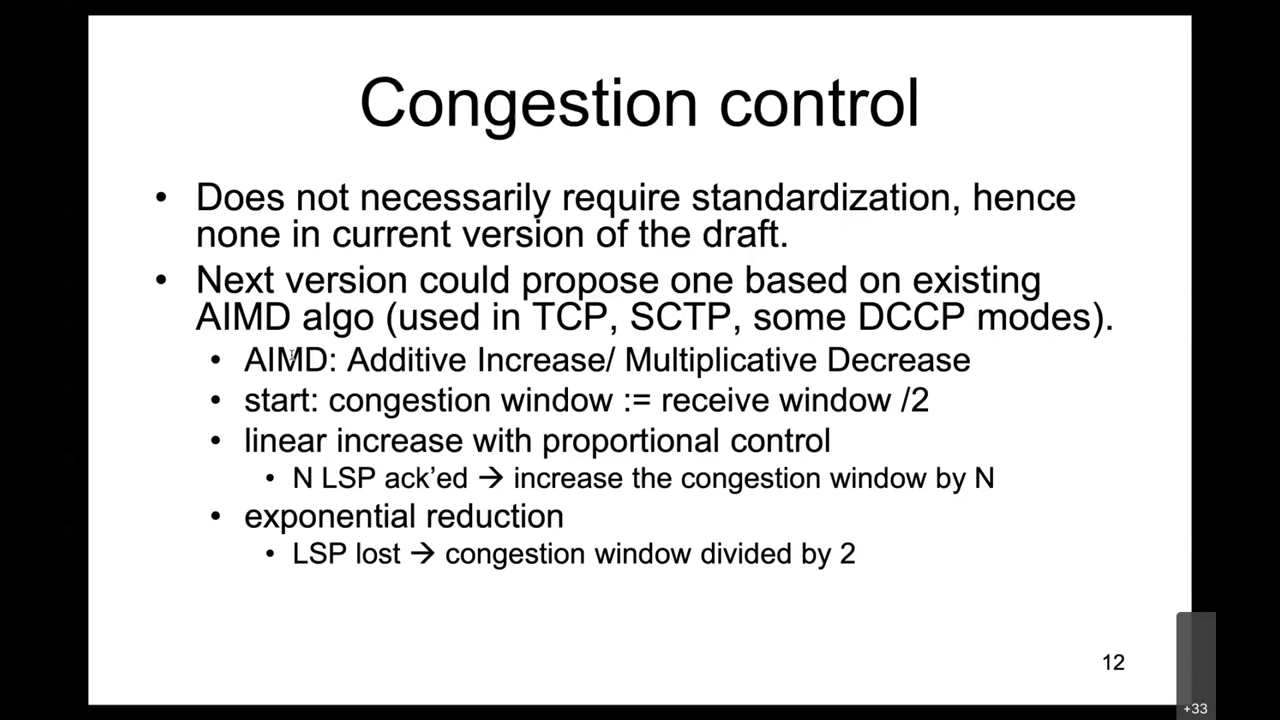 Congestion control
• Does not necessarily require standardization, hence
none in current version of the draft.
• Next version could propose one based on existing
AIMD algo (used in TCP, SCTP, some DCCP modes).
• AIMD: Additive Increase/ Multiplicative Decrease
• start: congestion window := receive window /2
• linear increase with proportional control
• N LSP ack’ed → increase the congestion window by N
• exponential reduction
• LSP lost → congestion window divided by 2
12
+33